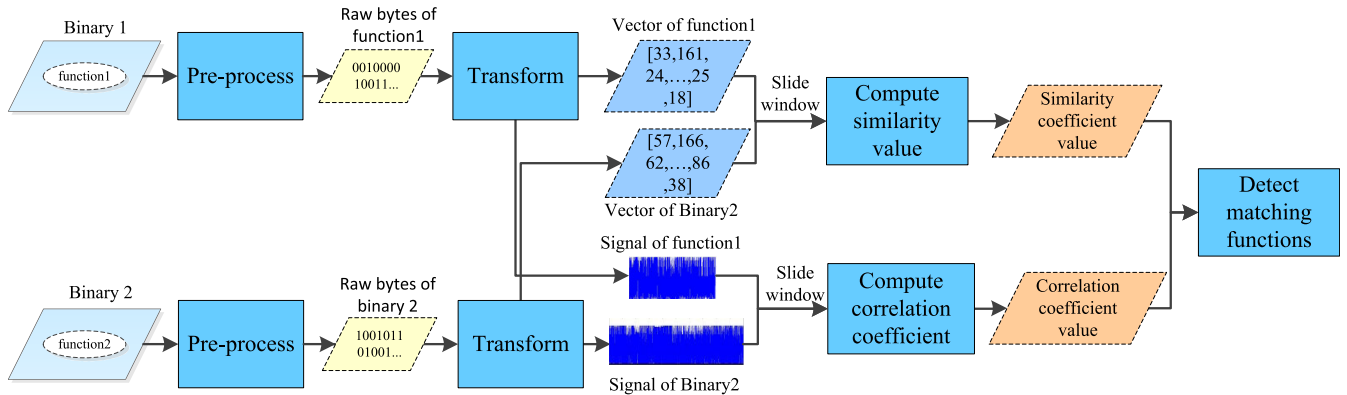 Binary 1
function1
Pre-process
Raw bytes of
function1
0010000
10011...
Transform
Vector of function1
[33,161,
24,...,25
,18]
[57,166,
62,...,86
,38]
Vector of Binary2
Slide
window
Compute
similarity
value
Similarity
coefficient
value
Detect
matching
functions
Binary 2
function2
Pre-process
Raw bytes of
binary 2
1001011
01001...
Transform
Signal of function1
Signal of Binary2
Slide
window
Compute
correlation
coefficient
Correlation
coefficient
value